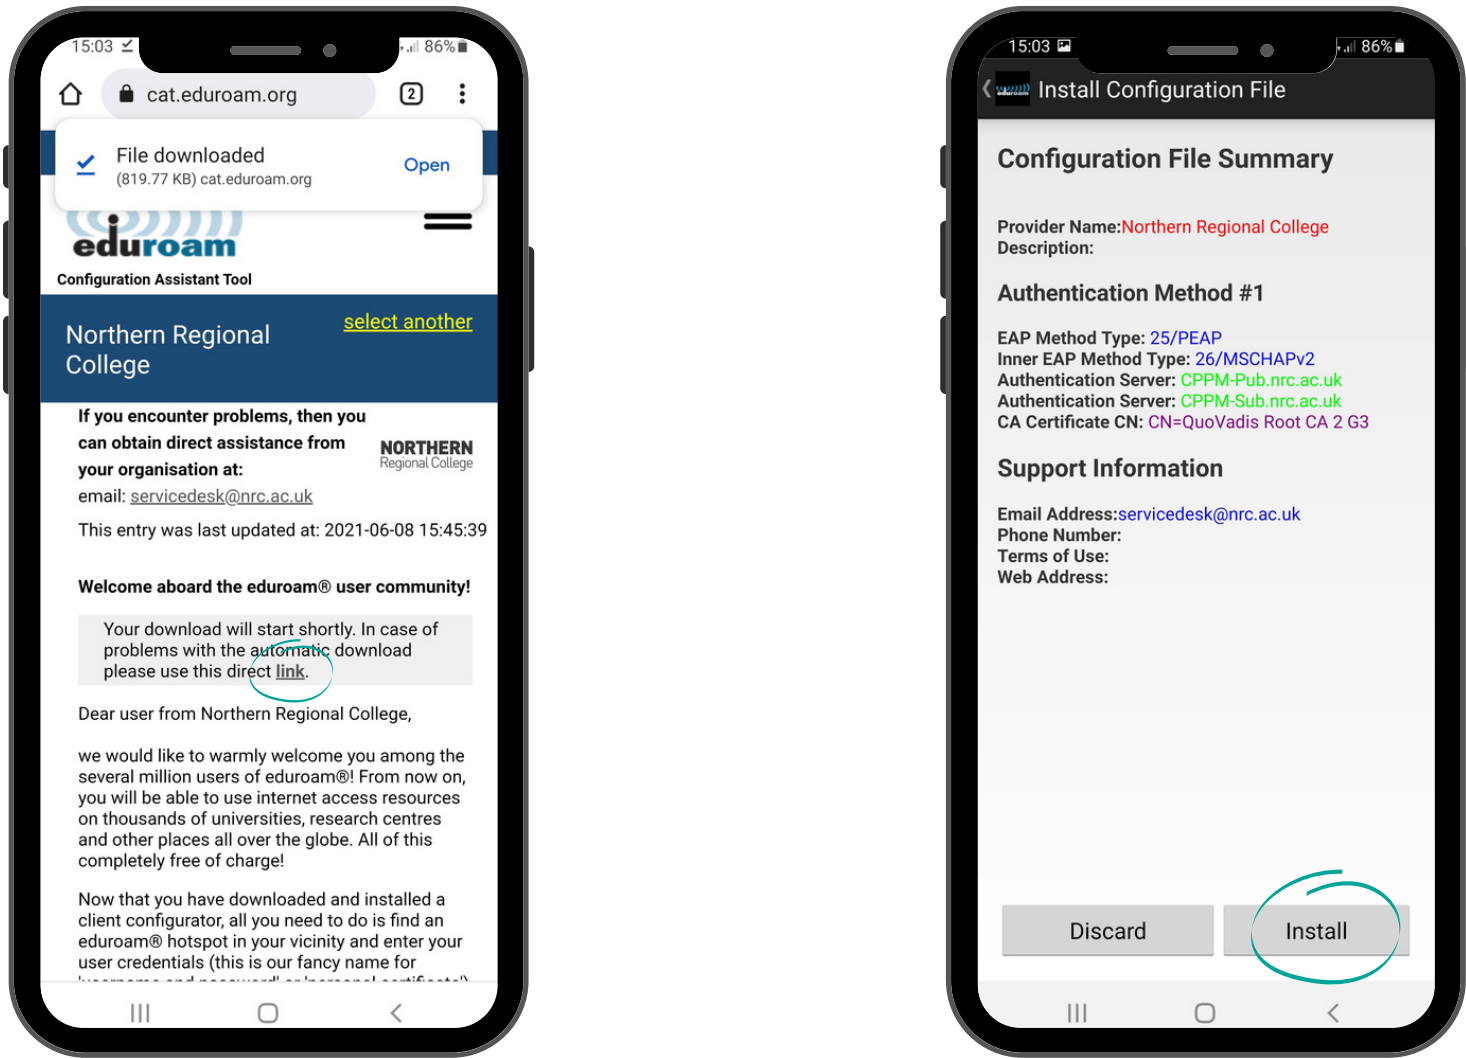 15:03
86%
cat.eduroam.org
2
File downloaded
Open
(819.77 KB) cat.eduroam.org
eduroam
Configuration Assistant Tool
select another
Northern Regional
College
If you encounter problems, then you
can obtain direct assistance from
your organisation at:
NORTHERN
Regional College
email: servicedesk@nrc.ac.uk
This entry was last updated at: 2021-06-08 15:45:39
Welcome aboard the eduroam® user community!
Your download will start shortly. In case of
problems with the automatic download
please use this direct link.
Dear user from Northern Regional College,
we would like to warmly welcome you among the
several million users of eduroam®! From now on,
you will be able to use internet access resources
on thousands of universities, research centres
and other places all over the globe. All of this
completely free of charge!
Now that you have downloaded and installed a
client configurator, all you need to do is find an
eduroam® hotspot in your vicinity and enter your
user credentials (this is our fancy name for
'username and password' or 'personal certificate')
15:03
86%
eduroam
Install Configuration File
Configuration File Summary
Provider Name:Northern Regional College
Description:
Authentication Method #1
EAP Method Type: 25/PEAP
Inner EAP Method Type: 26/MSCHAPv2
Authentication Server: CPPM-Pub.nrc.ac.uk
Authentication Server: CPPM-Sub.nrc.ac.uk
CA Certificate CN: CN=QuoVadis Root CA 2 G3
Support Information
Email Address:servicedesk@nrc.ac.uk
Phone Number:
Terms of Use:
Web Address:
Discard
Install